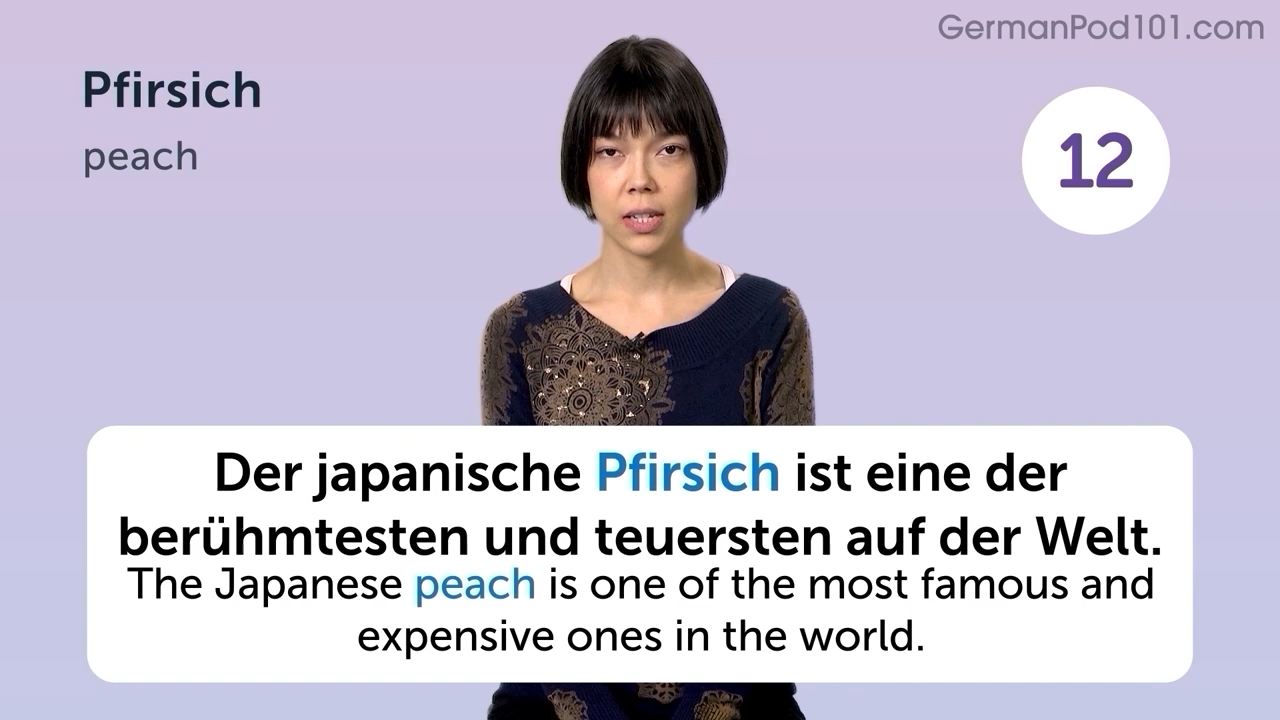 GermanPod101.com
Pfirsich
peach
12
Der japanische Pfirsich ist eine der
berühmtesten und teuersten auf der Welt.
The Japanese peach is one of the most famous and
expensive ones in the world.